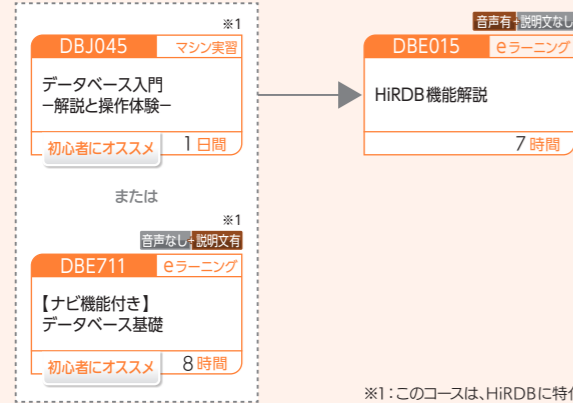 ※1
DBJ045 マシン実習
データベース入門
−解説と操作体験−
初心者にオススメ 1日間
または
※1
音声なし+説明文有
DBE711 eラーニング
【ナビ機能付き】
データベース基礎
初心者にオススメ 8時間
音声有+説明文なし
DBE015 eラーニング
HiRDB機能解説
7時間
※1:このコースは、HiRDBに特